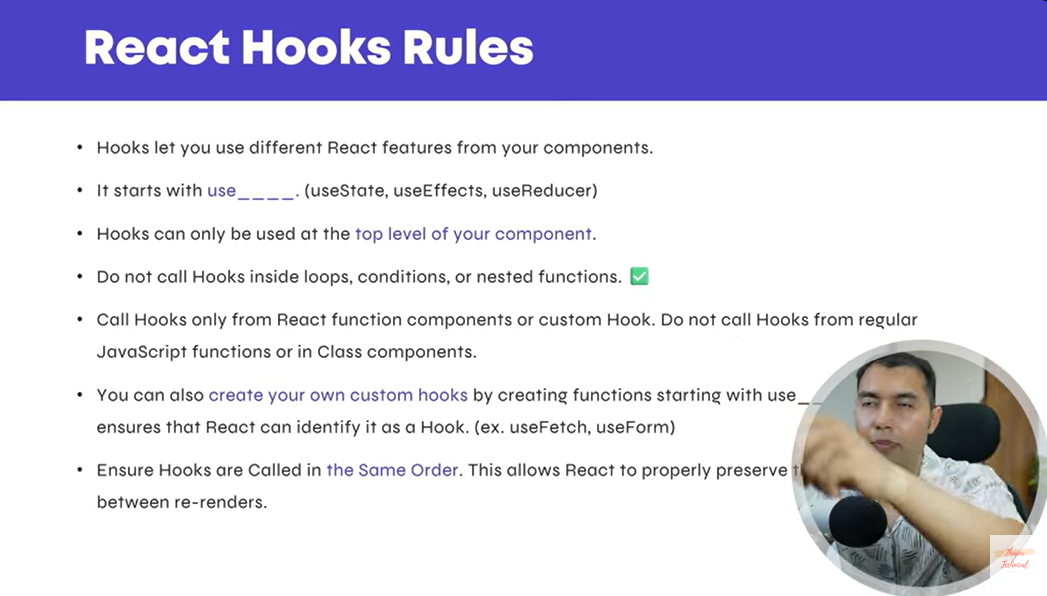 React Hooks Rules
• Hooks let you use different React features from your components.
• It starts with use____. (useState, useEffects, useReducer)
• Hooks can only be used at the top level of your component.
• Do not call Hooks inside loops, conditions, or nested functions. ✅
• Call Hooks only from React function components or custom Hook. Do not call Hooks from regular
JavaScript functions or in Class components.
• You can also create your own custom hooks by creating functions starting with use__
ensures that React can identify it as a Hook. (ex. useFetch, useForm)
• Ensure Hooks are Called in the Same Order. This allows React to properly preserve
between re-renders.
Thapa
Technical